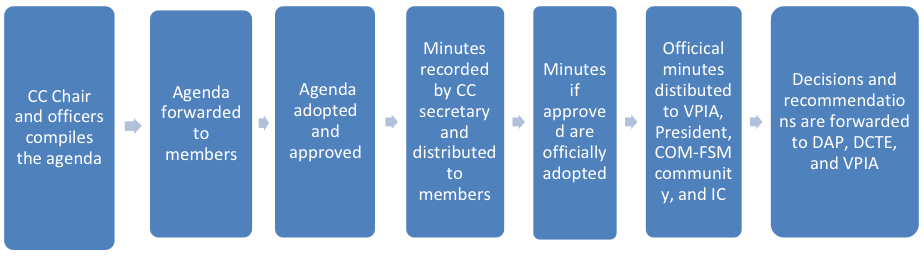 CC Chair
and officers
compiles
the agenda
Agenda
forwarded
to
members
Agenda
adopted
and
approved
Minutes
recorded
by CC
secretary
and
distributed
to
members
Minutes
if
approve
d are
officially
adopted
Officical
minutes
distibuted
to VPIA,
President,
COM-FSM
communit
y, and IC
Decisions and
recommendatio
ns are forwarded
to DAP, DCTE,
and VPIA